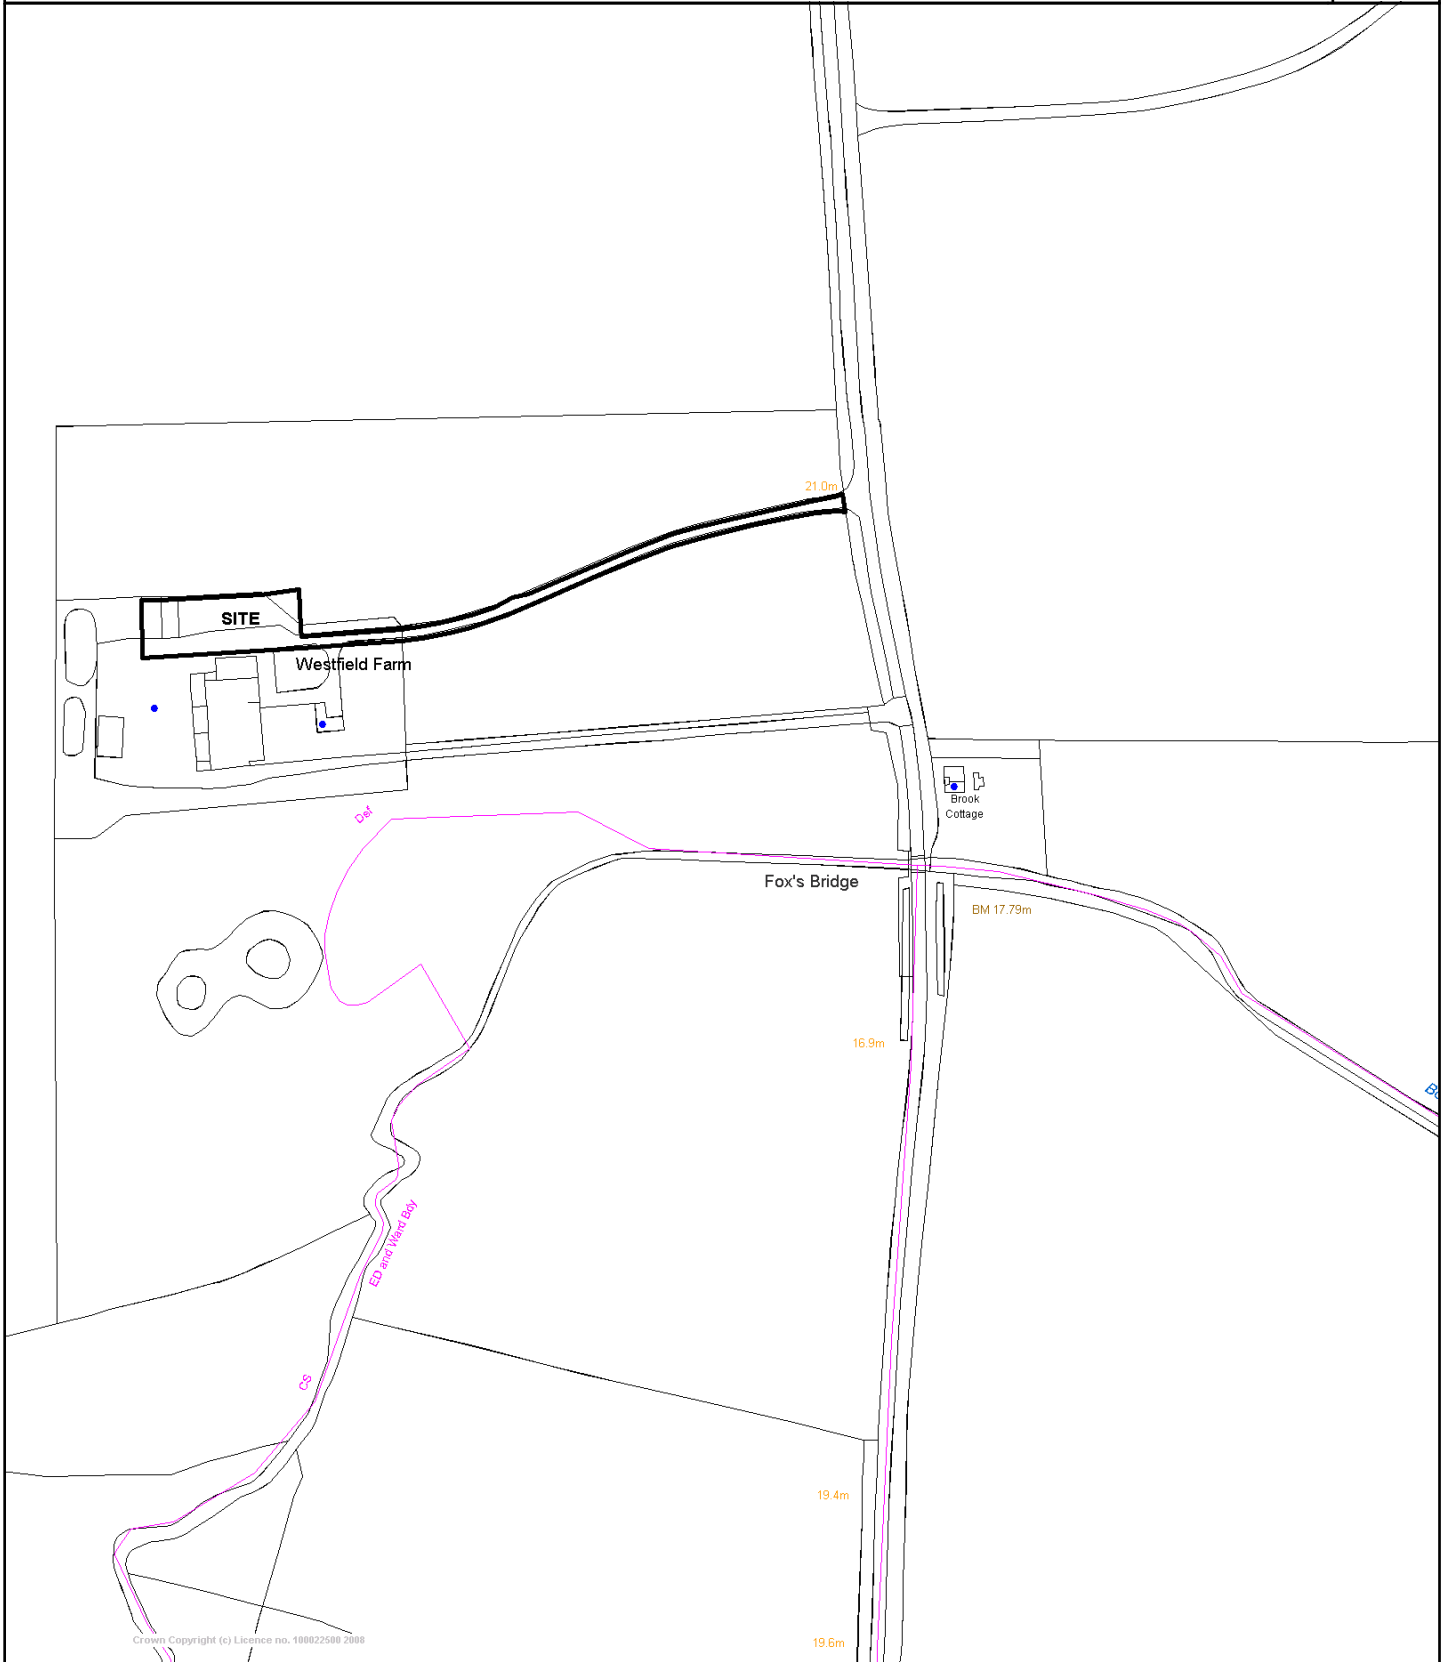 21.0m
SITE
Westfield Farm
Brook
Cottage
Def
Fox's Bridge
BM 17.79m
16.9m
ED and Ward Bdy
CS
19.4m
19.6m
Crown Copyright (c) Licence no. 100022500 2008